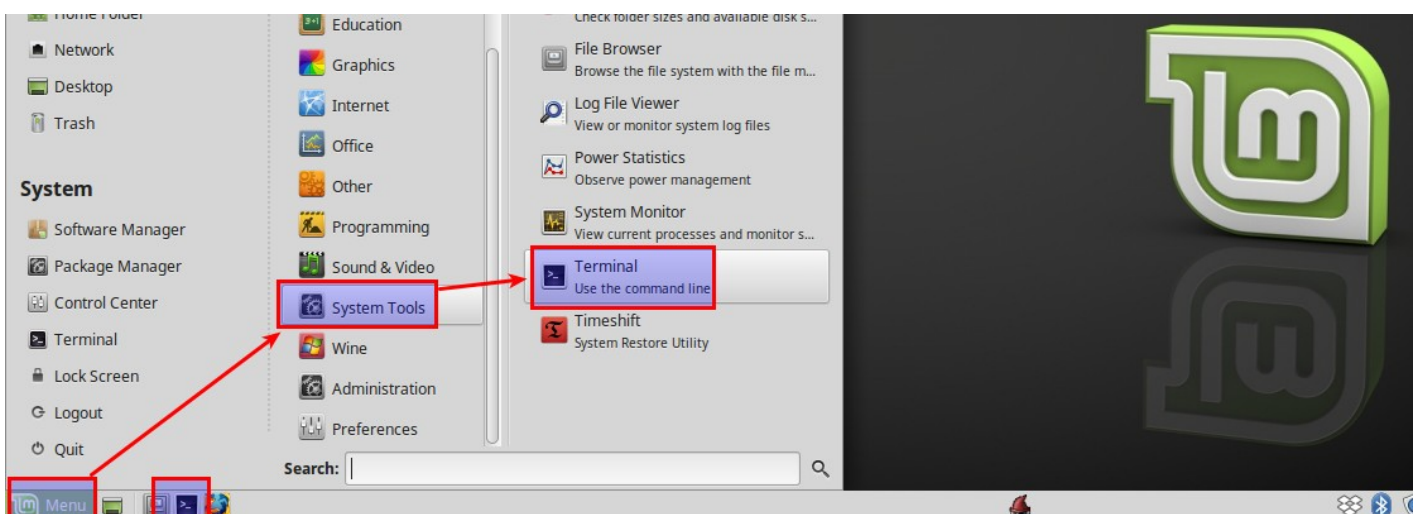 Home Folder
Network
Desktop
Trash
System
Software Manager
Package Manager
Control Center
Terminal
Lock Screen
Logout
Quit
Education
Graphics
Internet
Office
Other
Programming
Sound & Video
System Tools
Wine
Administration
Preferences
Check folder sizes and available disk s...
File Browser
Browse the file system with the file m...
Log File Viewer
View or monitor system log files
Power Statistics
Observe power management
System Monitor
View current processes and monitor s...
Terminal
Use the command line
Timeshift
System Restore Utility
Search:
Menu